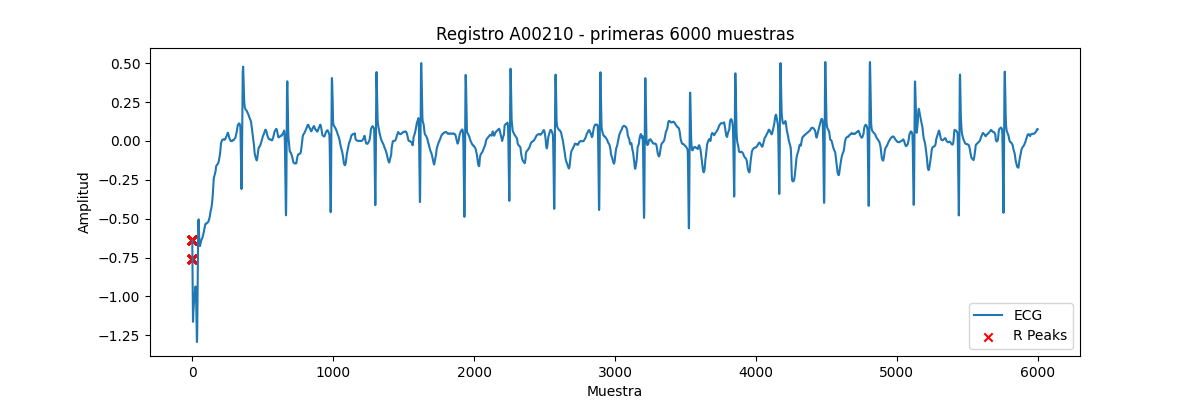 Registro A00210 - primeras 6000 muestras
Amplitud
0.50
0.25
0.00
−0.25
−0.50
−0.75
−1.00
−1.25
ECG
R Peaks
0 1000 2000 3000 4000 5000 6000
Muestra